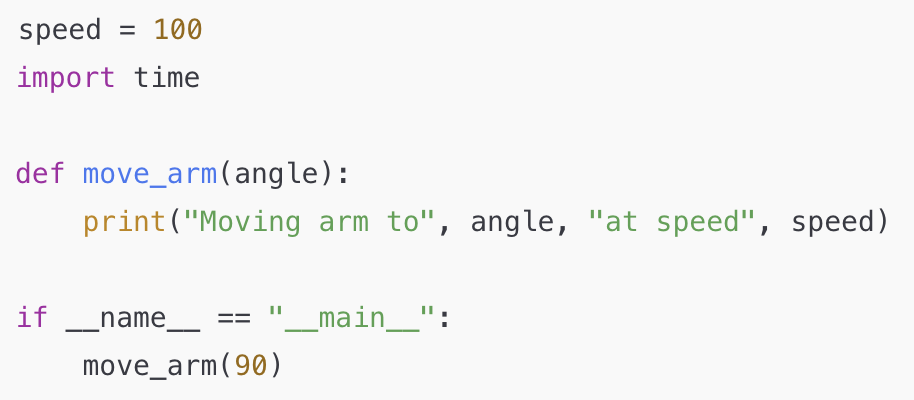 speed = 100
import time

def move_arm(angle):
    print("Moving arm to", angle, "at speed", speed)

if __name__ == "__main__":
    move_arm(90)